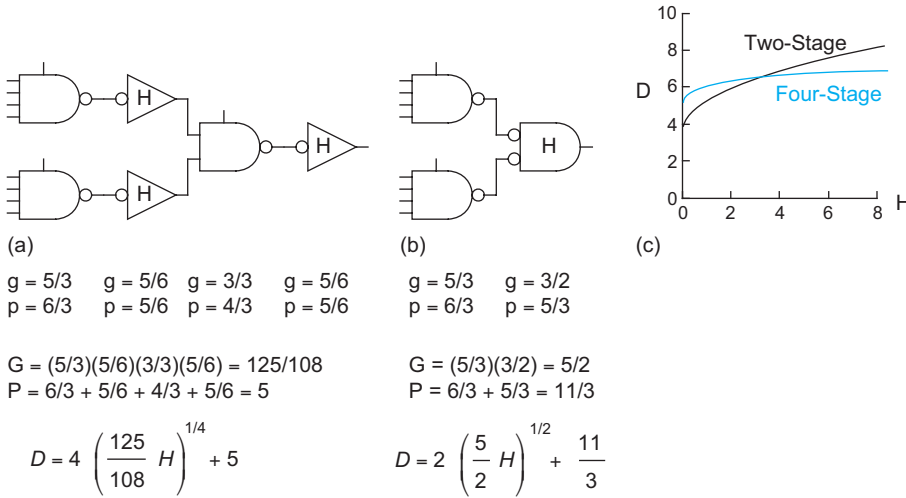 H
H
H
(a)
g = 5/3 g = 5/6 g = 3/3 g = 5/6
p = 6/3 p = 5/6 p = 4/3 p = 5/6
G = (5/3)(5/6)(3/3)(5/6) = 125/108
P = 6/3 + 5/6 + 4/3 + 5/6 = 5
D = 4 (125/108 H)^1/4 + 5
H
(b)
g = 5/3 g = 3/2
p = 6/3 p = 5/3
G = (5/3)(3/2) = 5/2
P = 6/3 + 5/3 = 11/3
D = 2 (5/2 H)^1/2 + 11/3
10
8
6
4
2
0
D
Two-Stage
Four-Stage
0 2 4 6 8
H
(c)